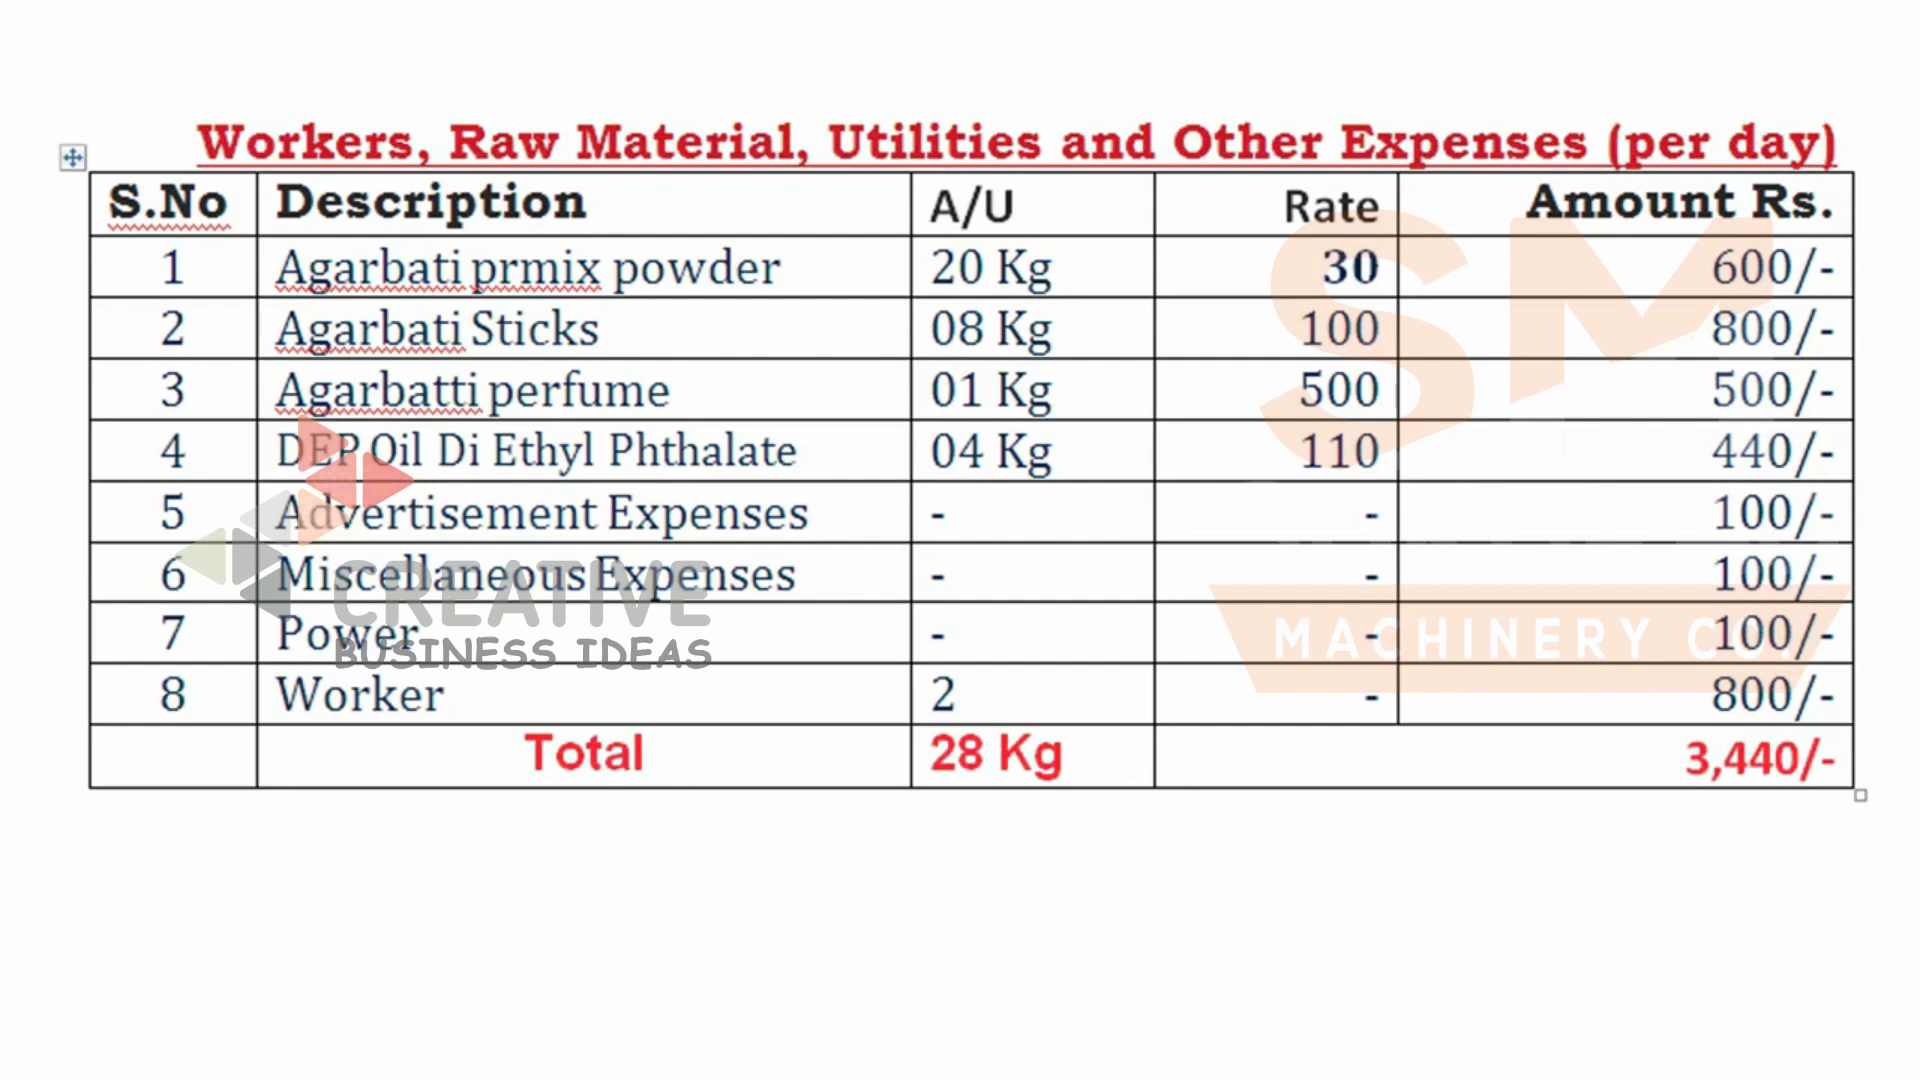 Workers, Raw Material, Utilities and Other Expenses (per day)
S.No Description A/U Rate Amount Rs.
1 Agarbati prmix powder 20 Kg 30 600/-
2 Agarbati Sticks 08 Kg 100 800/-
3 Agarbatti perfume 01 Kg 500 500/-
4 DEP Oil Di Ethyl Phthalate 04 Kg 110 440/-
5 Advertisement Expenses - - 100/-
6 Miscellaneous Expenses - - 100/-
7 Power - - 100/-
8 Worker 2 - 800/-
Total 28 Kg 3,440/-
CREATIVE
BUSINESS IDEAS
SM
MACHINERY CO.